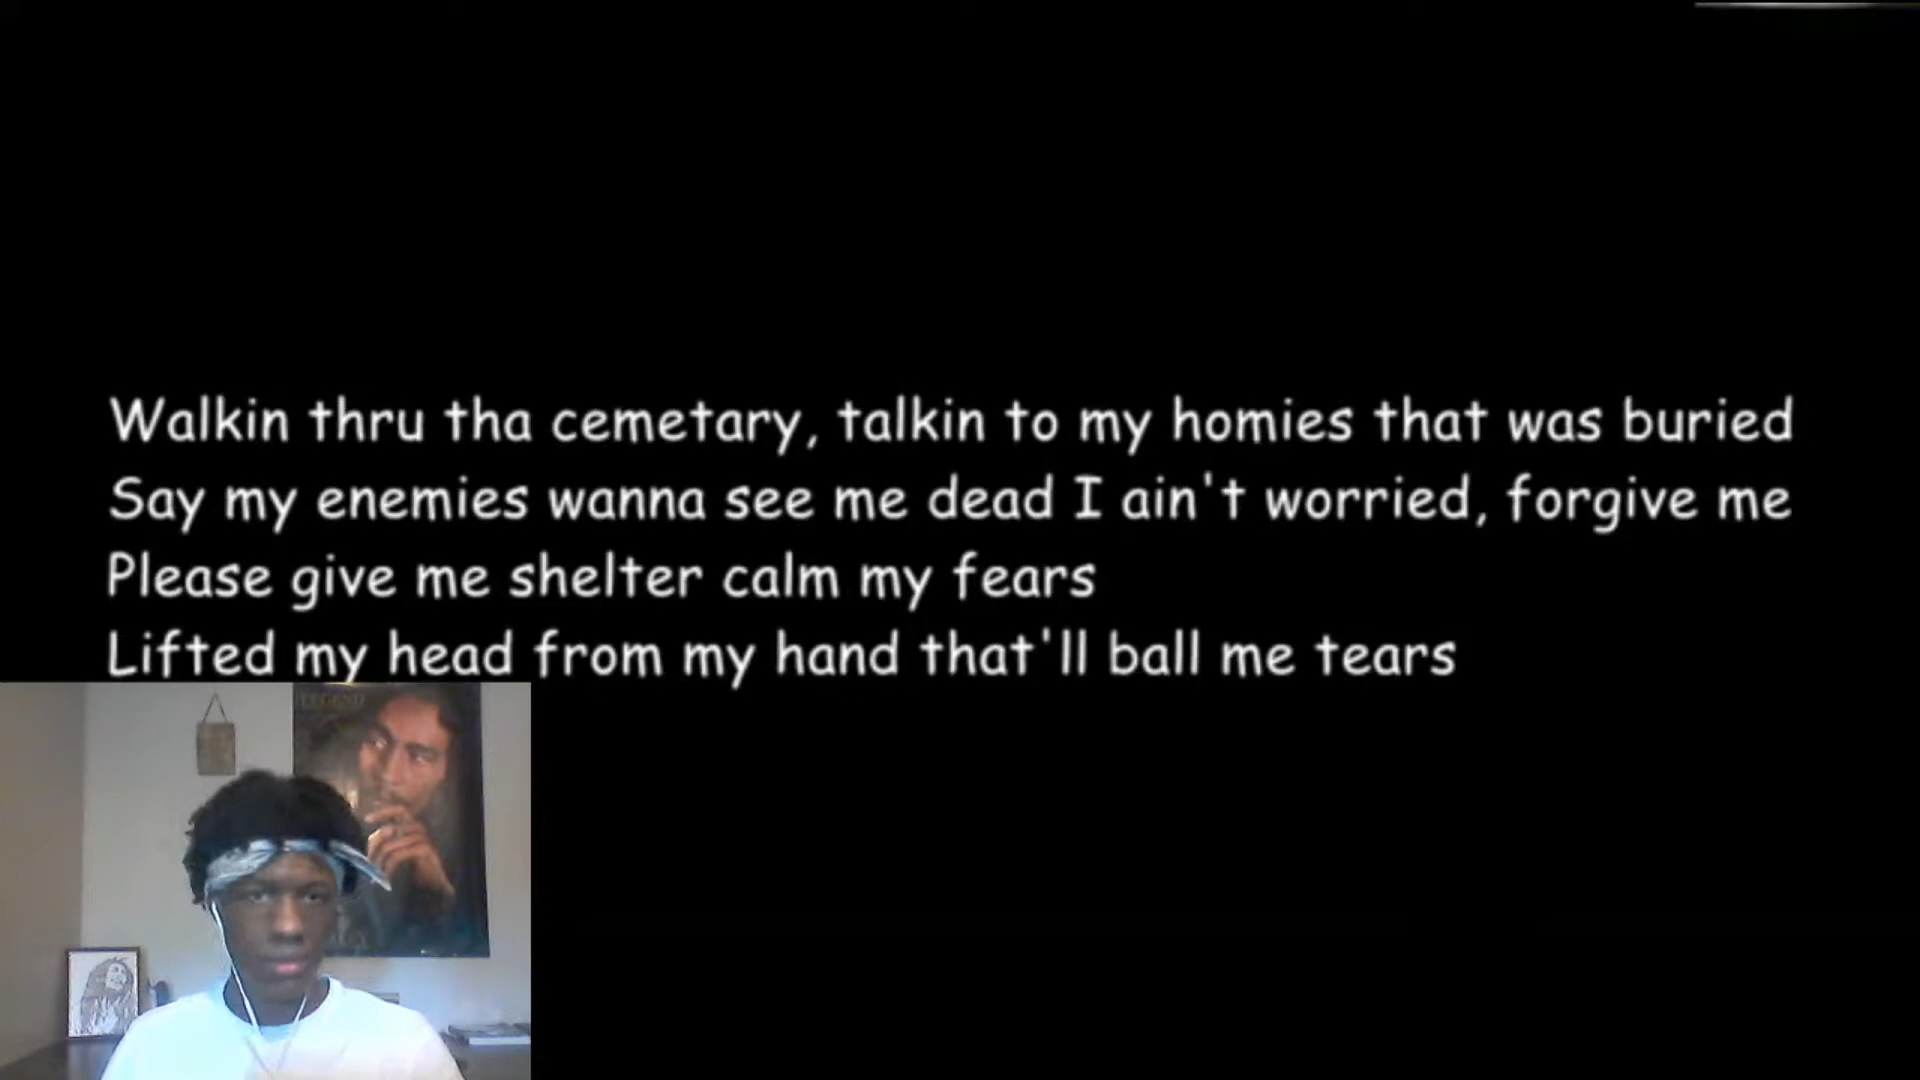 Walkin thru tha cemetary, talkin to my homies that was buried
Say my enemies wanna see me dead I ain't worried, forgive me
Please give me shelter calm my fears
Lifted my head from my hand that'll ball me tears
LEGEND